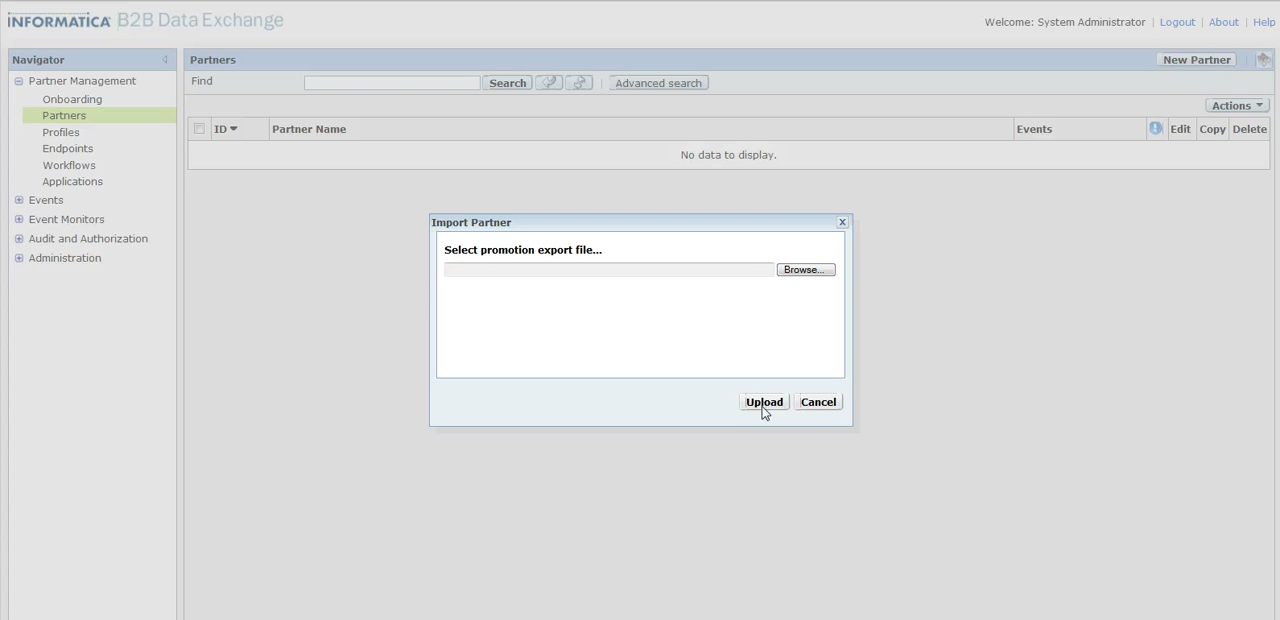 INFORMATICA B2B Data Exchange
Welcome: System Administrator | Logout | About | Help
Navigator
Partner Management
Onboarding
Partners
Profiles
Endpoints
Workflows
Applications
Events
Event Monitors
Audit and Authorization
Administration
Partners
New Partner
Find
Search
Advanced search
Actions
ID
Partner Name
Events
Edit
Copy
Delete
No data to display.
Import Partner
X
Select promotion export file...
Browse...
Upload
Cancel